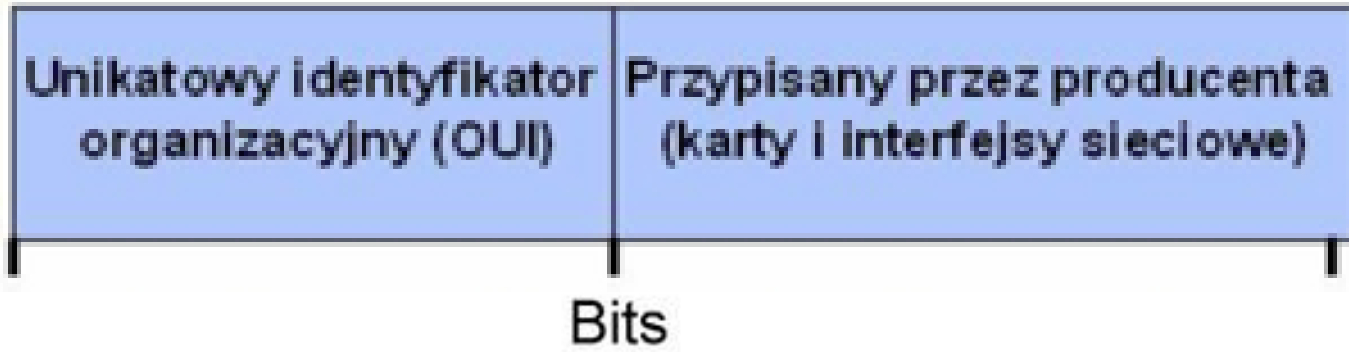 Unikatowy identyfikator
organizacyjny (OUI)
Przypisany przez producenta
(karty i interfejsy sieciowe)
Bits